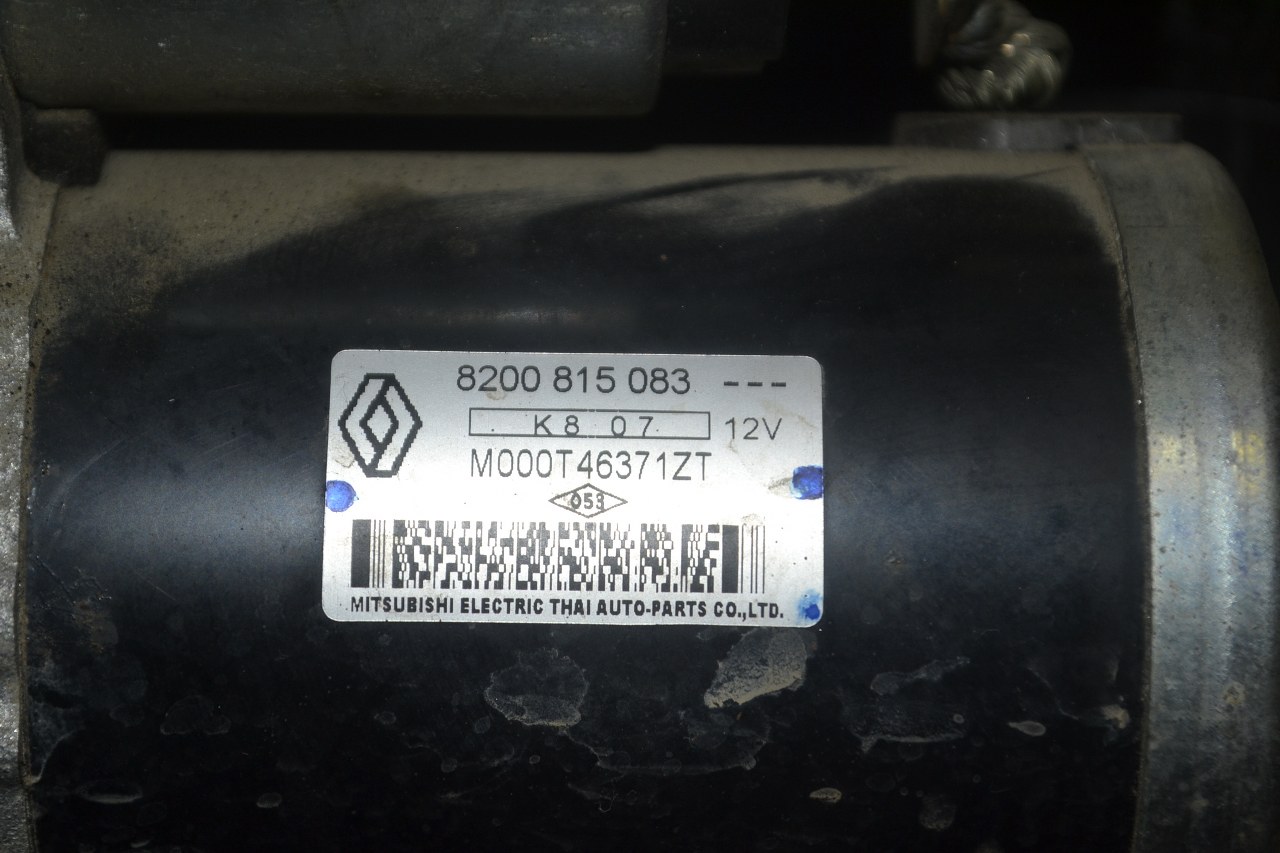 8200 815 083 ---
K8 07 12V
M000T46371ZT
053
MITSUBISHI ELECTRIC THAI AUTO-PARTS CO.,LTD.